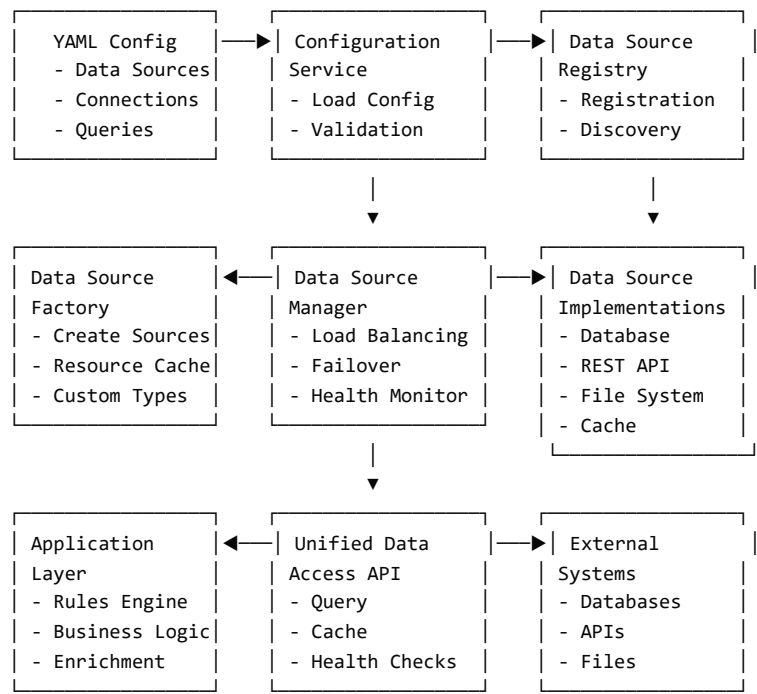 YAML Config
- Data Sources
- Connections
- Queries
Configuration
Service
- Load Config
- Validation
Data Source
Registry
- Registration
- Discovery
Data Source
Factory
- Create Sources
- Resource Cache
- Custom Types
Data Source
Manager
- Load Balancing
- Failover
- Health Monitor
Data Source
Implementations
- Database
- REST API
- File System
- Cache
Application
Layer
- Rules Engine
- Business Logic
- Enrichment
Unified Data
Access API
- Query
- Cache
- Health Checks
External
Systems
- Databases
- APIs
- Files